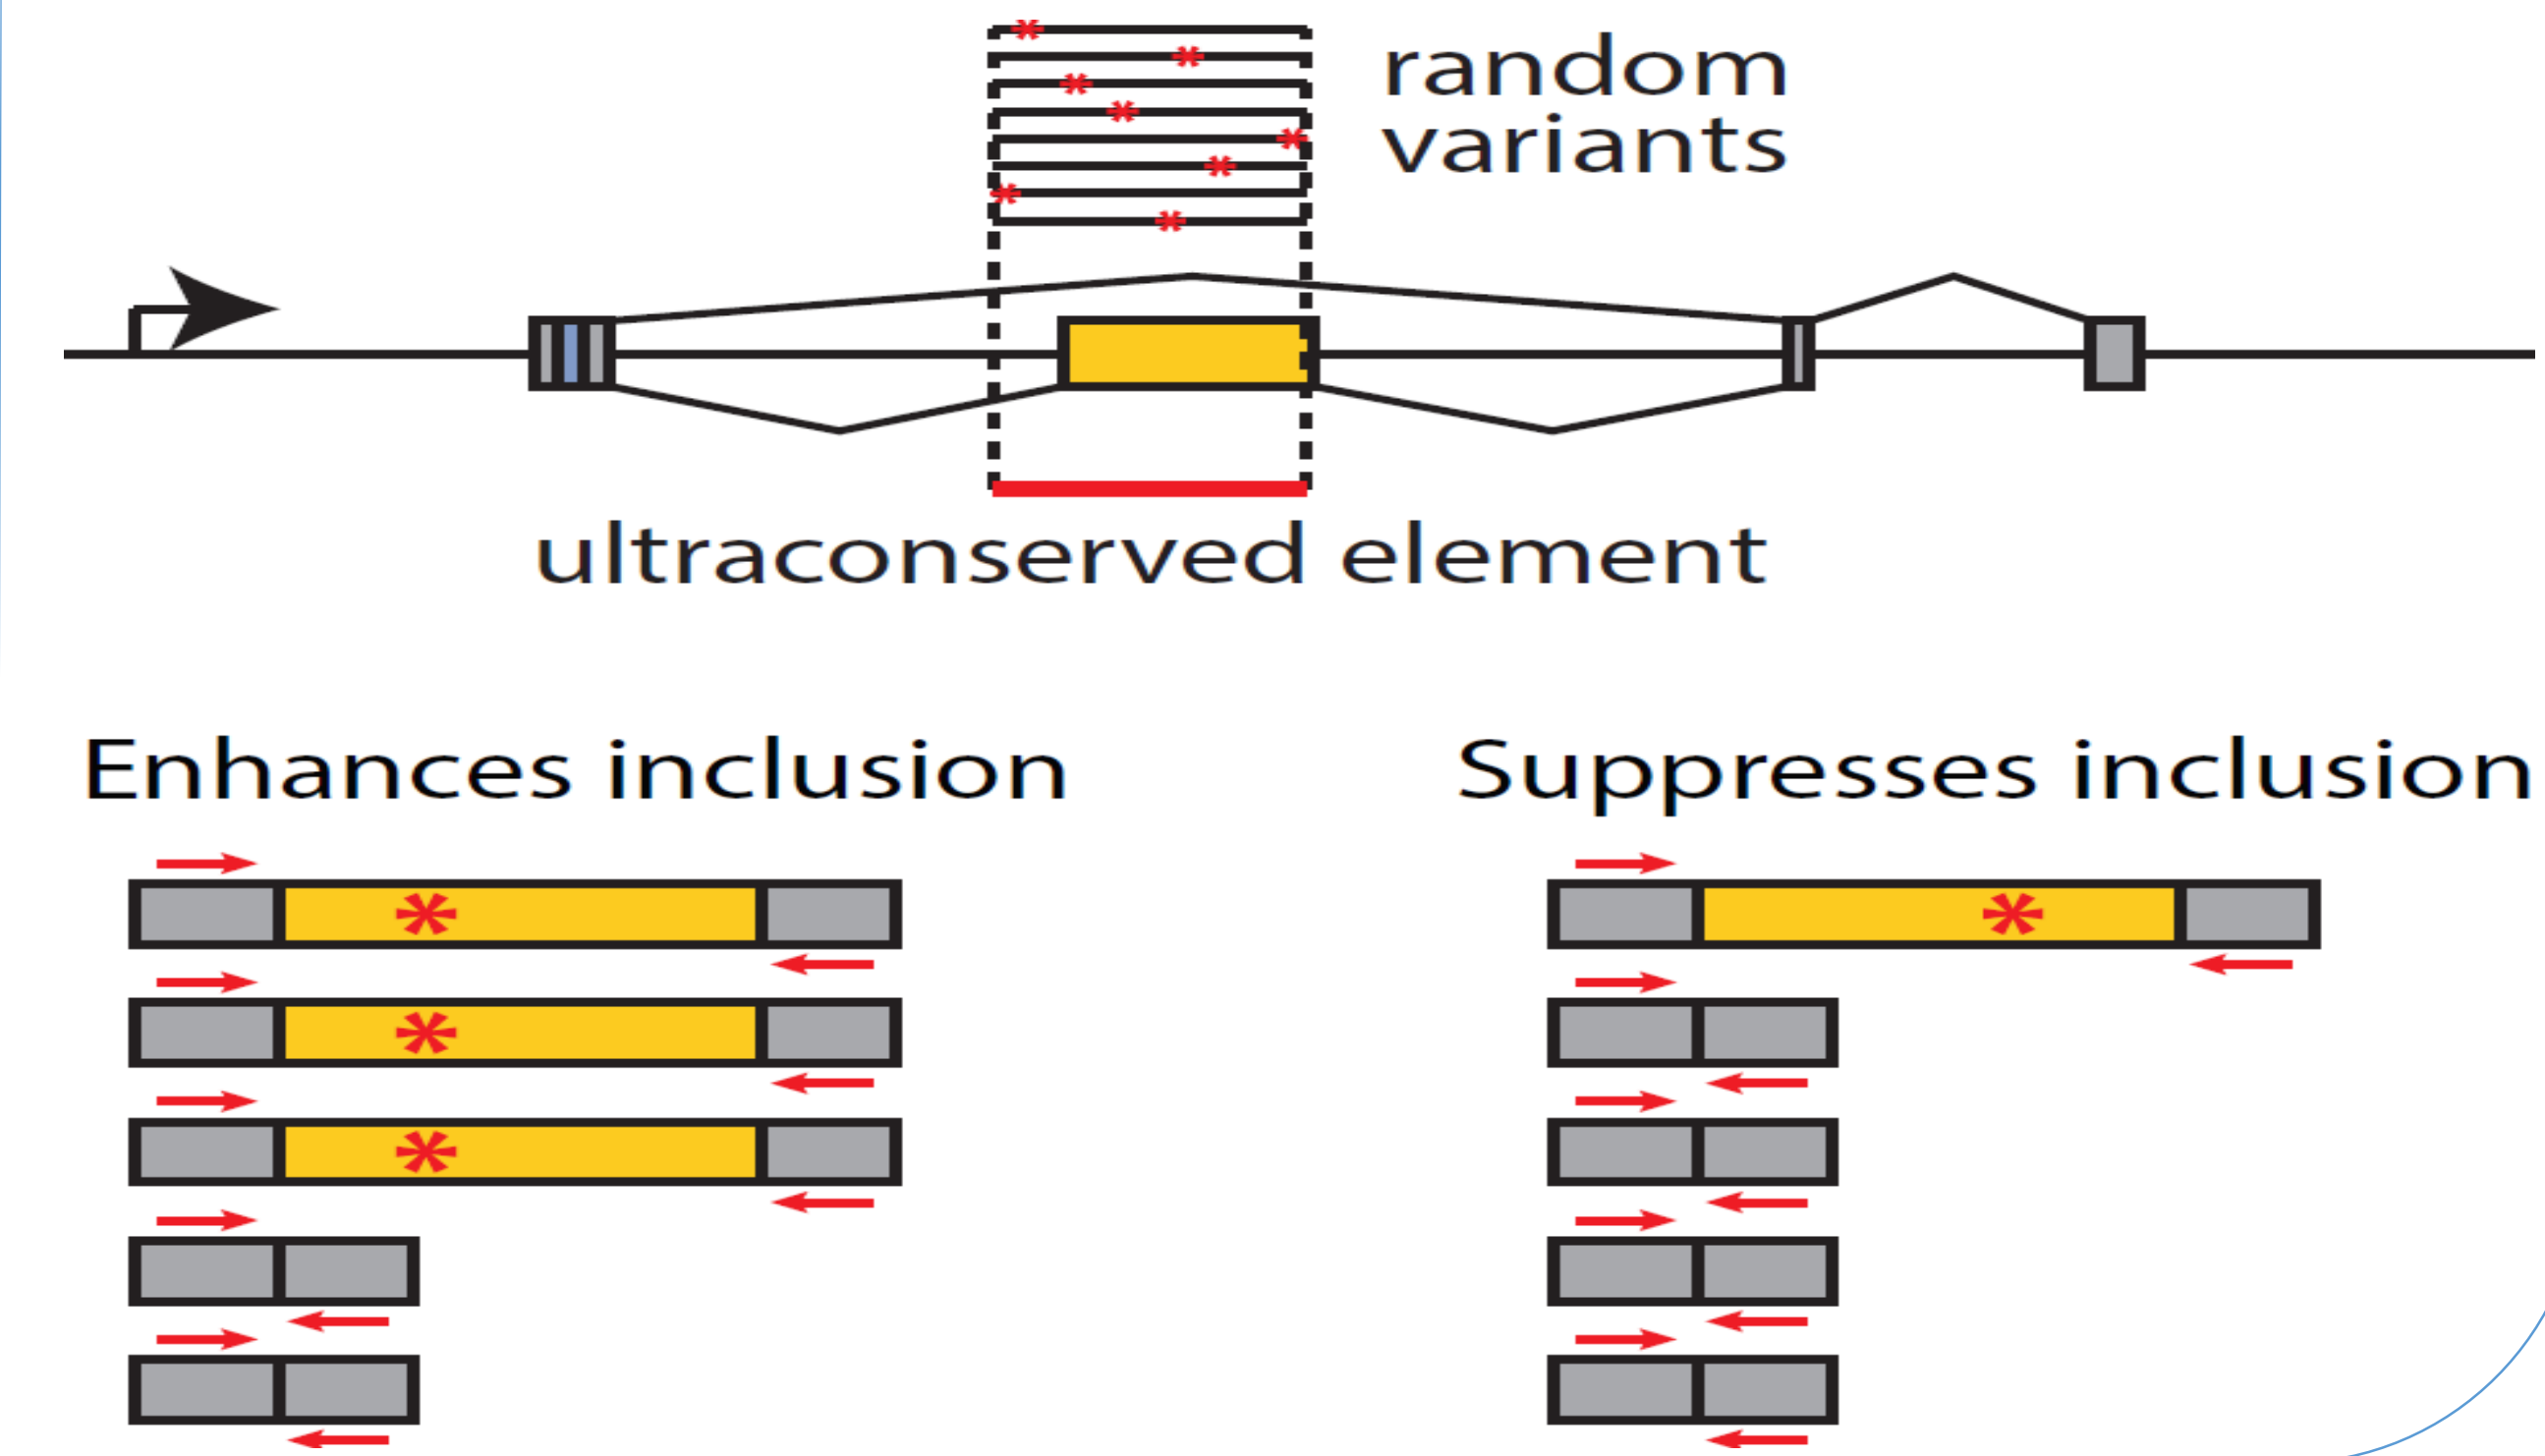 random
variants
ultraconserved element
Enhances inclusion
Suppresses inclusion